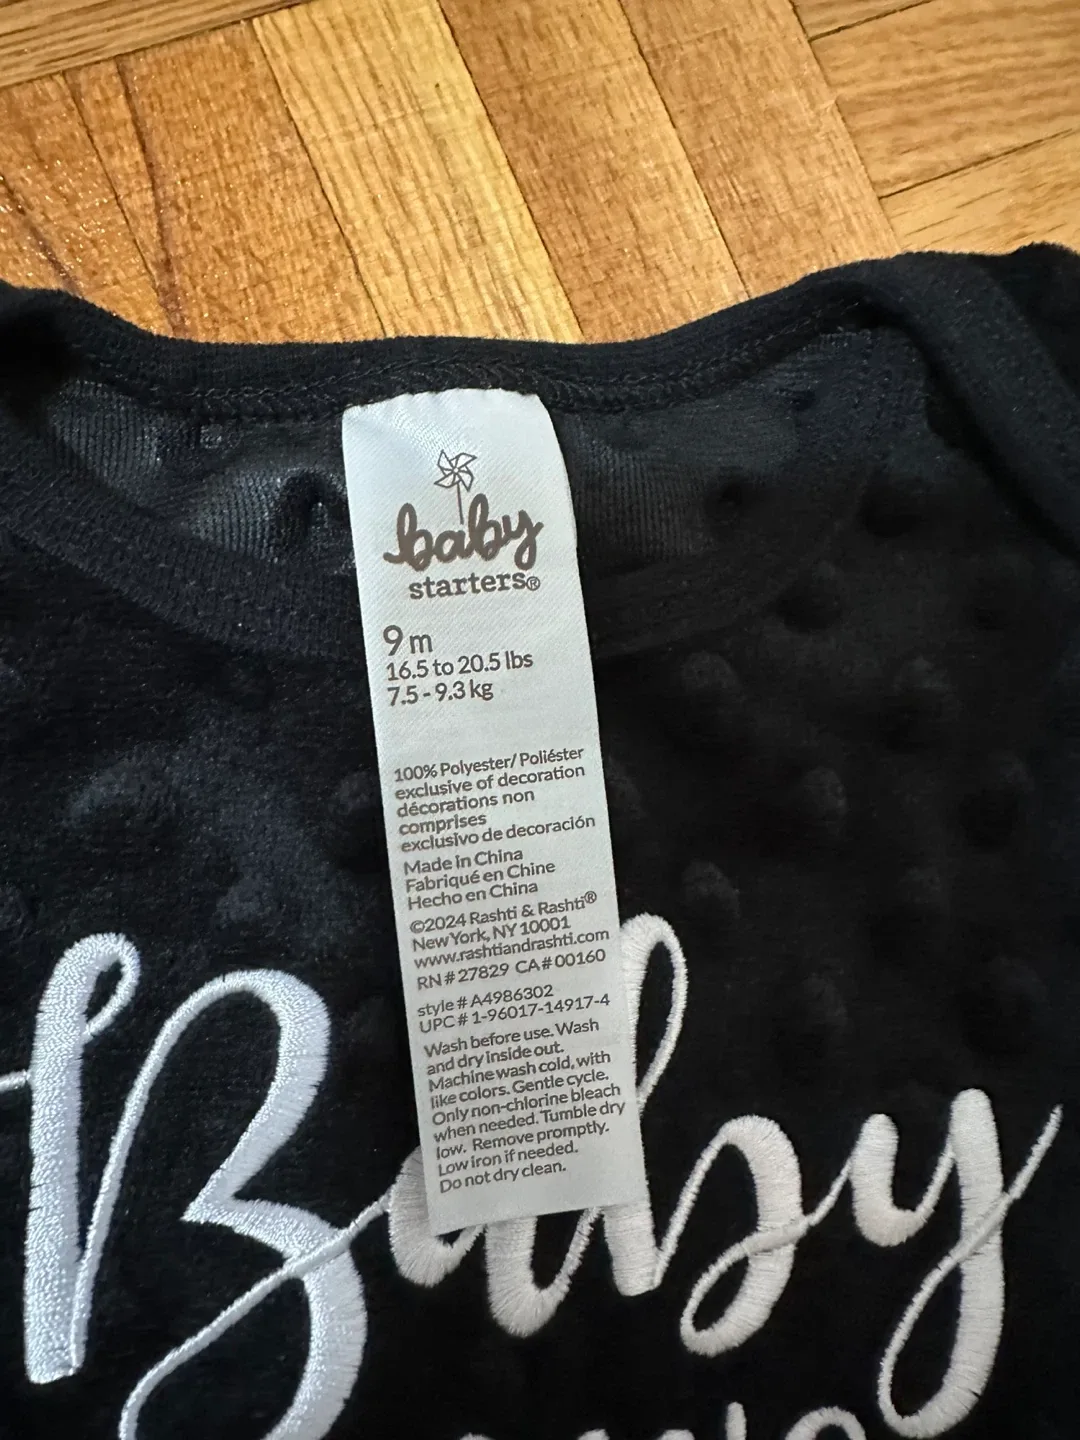 baby
starters®
9 m
16.5 to 20.5 lbs
7.5 - 9.3 kg
100% Polyester/ Poliéster
exclusive of decoration
décorations non
comprises
exclusivo de decoración
Made in China
Fabriqué en Chine
Hecho en China
©2024 Rashti & Rashti®
New York, NY 10001
www.rashtiandrashti.com
RN # 27829 CA # 00160
style # A4986302
UPC # 1-96017-14917-4
Wash before use. Wash
and dry inside out.
Machine wash cold, with
like colors. Gentle cycle.
Only non-chlorine bleach
when needed. Tumble dry
low. Remove promptly.
Low iron if needed.
Do not dry clean.
Baby